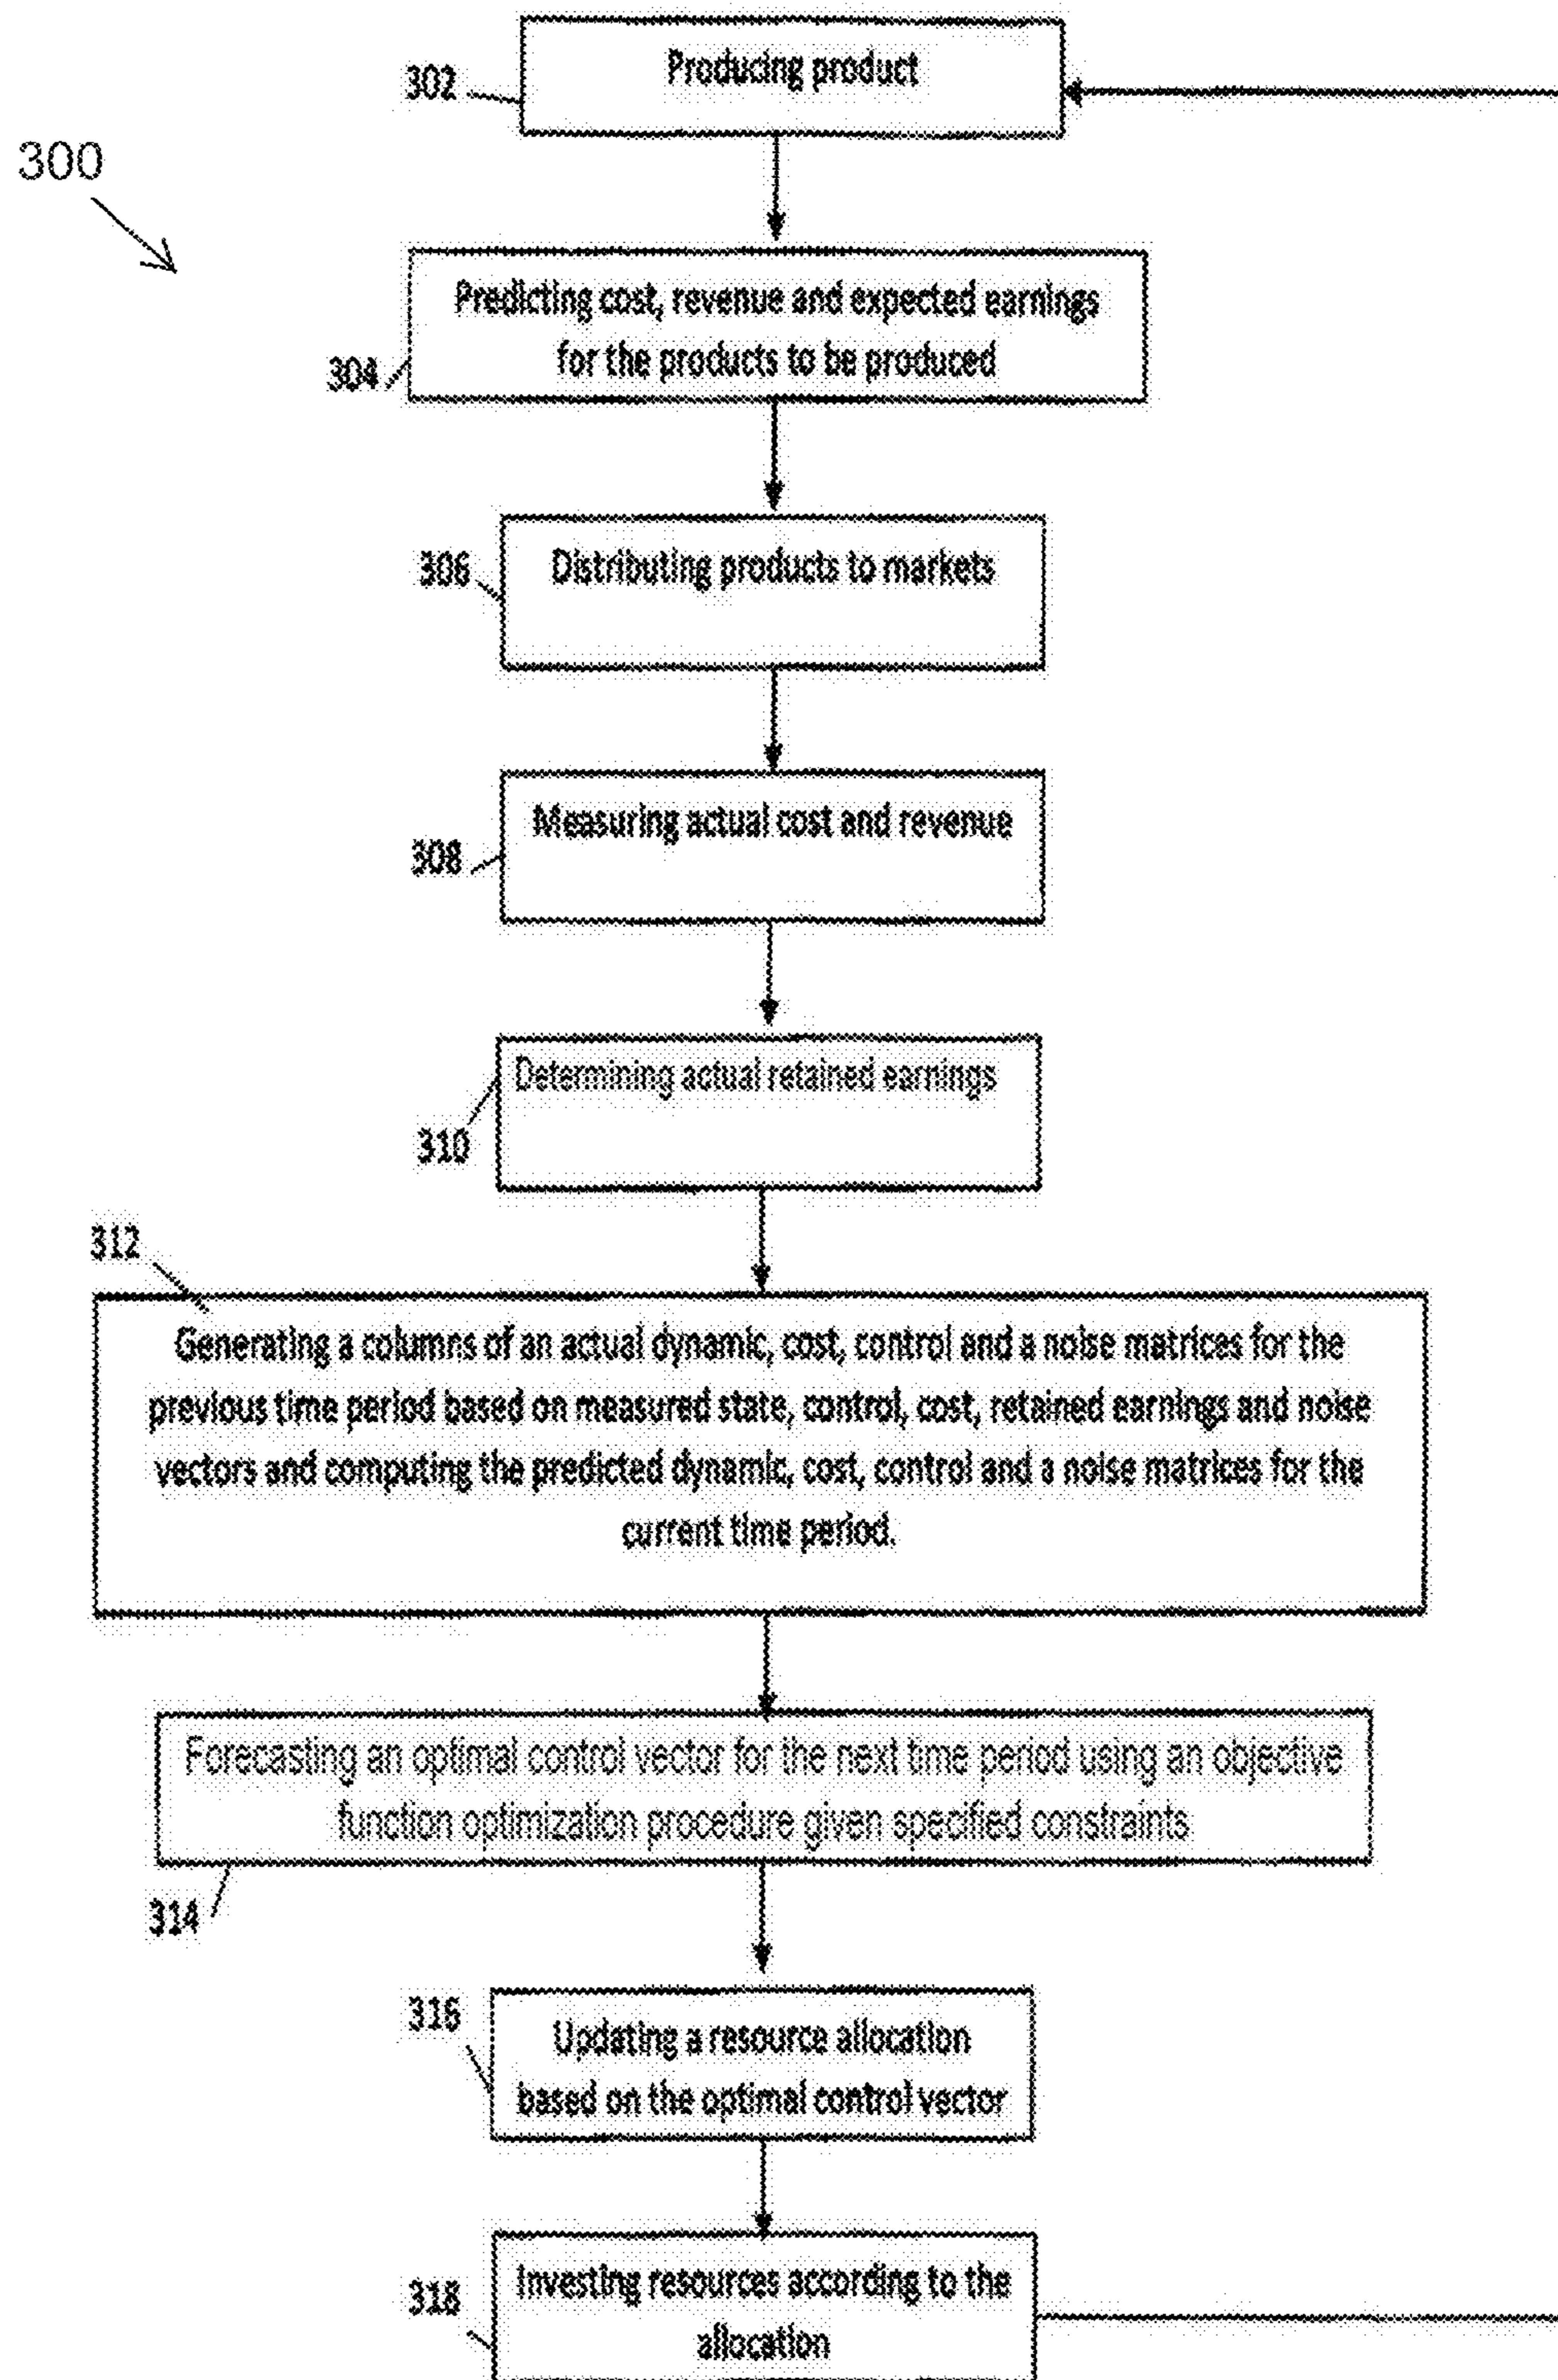 Producing product
302
300
Predicting cost, revenue and expected earnings
for the products to be produced
304
306
Distributing products to markets
Measuring actual cost and revenue
308
Determining actual retained earnings
310
312
Generating a columns of an actual dynamic, cost, control and a noise matrices for the
previous time period based on measured state, control, cost, retained earnings and noise
vectors and computing the predicted dynamic, cost, control and a noise matrices for the
current time period.
Forecasting an optimal control vector for the next time period using an objective
function optimization procedure given specified constraints
314
316
Updating a resource allocation
based on the optimal control vector
318
Investing resources according to the
allocation